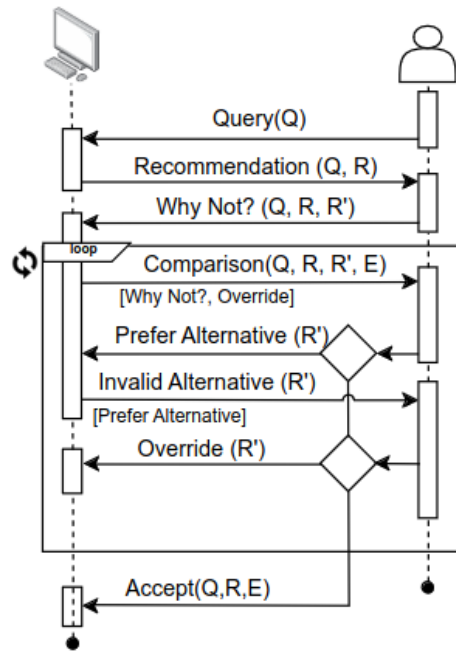 Query(Q)
Recommendation (Q, R)
Why Not? (Q, R, R')
loop
Comparison(Q, R, R', E)
[Why Not?, Override]
Prefer Alternative (R')
Invalid Alternative (R')
[Prefer Alternative]
Override (R')
Accept(Q,R,E)